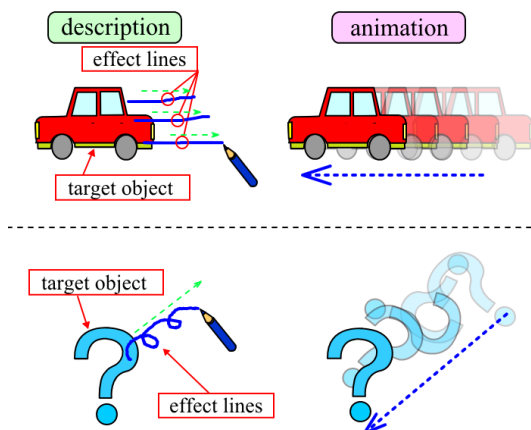 description
animation
effect lines
target object
target object
effect lines